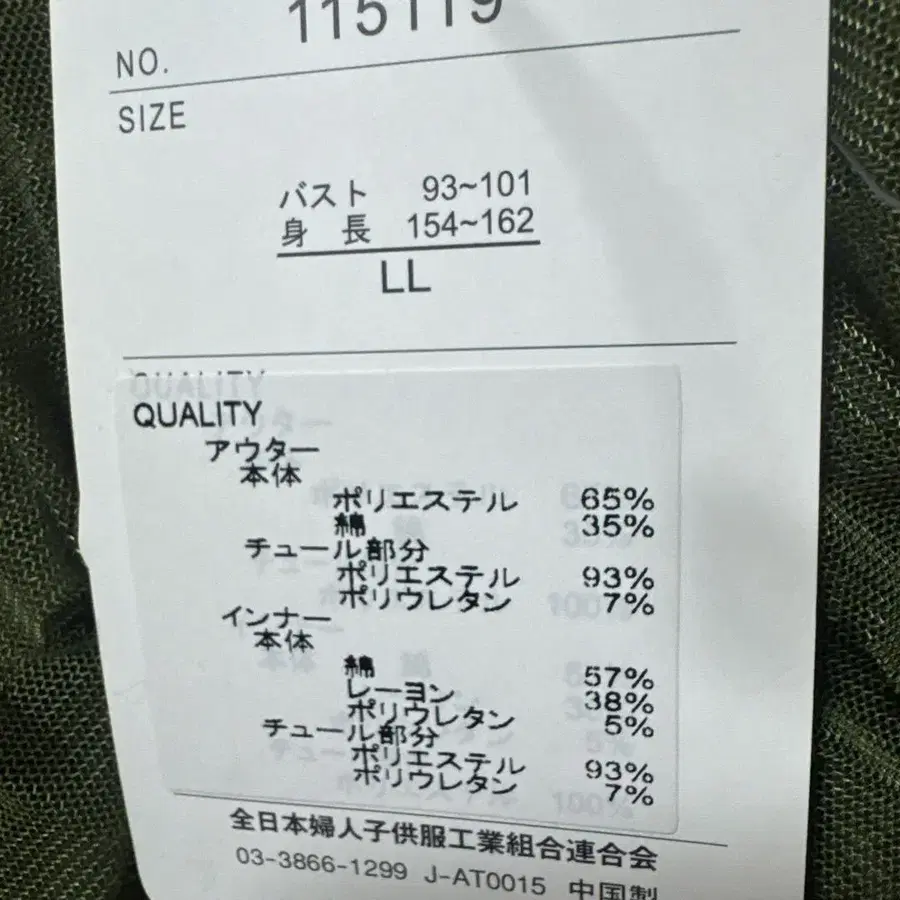 115119
NO.
SIZE
バスト 93~101
身 長 154~162
LL
QUALITY
QUALITY
アウター
本体
ポリエステル 65%
綿 35%
チュール部分
ポリエステル 93%
ポリウレタン 7%
インナー
本体
綿 57%
レーヨン 38%
ポリウレタン 5%
チュール部分
ポリエステル 93%
ポリウレタン 7%
全日本婦人子供服工業組合連合会
03-3866-1299 J-AT0015 中国製